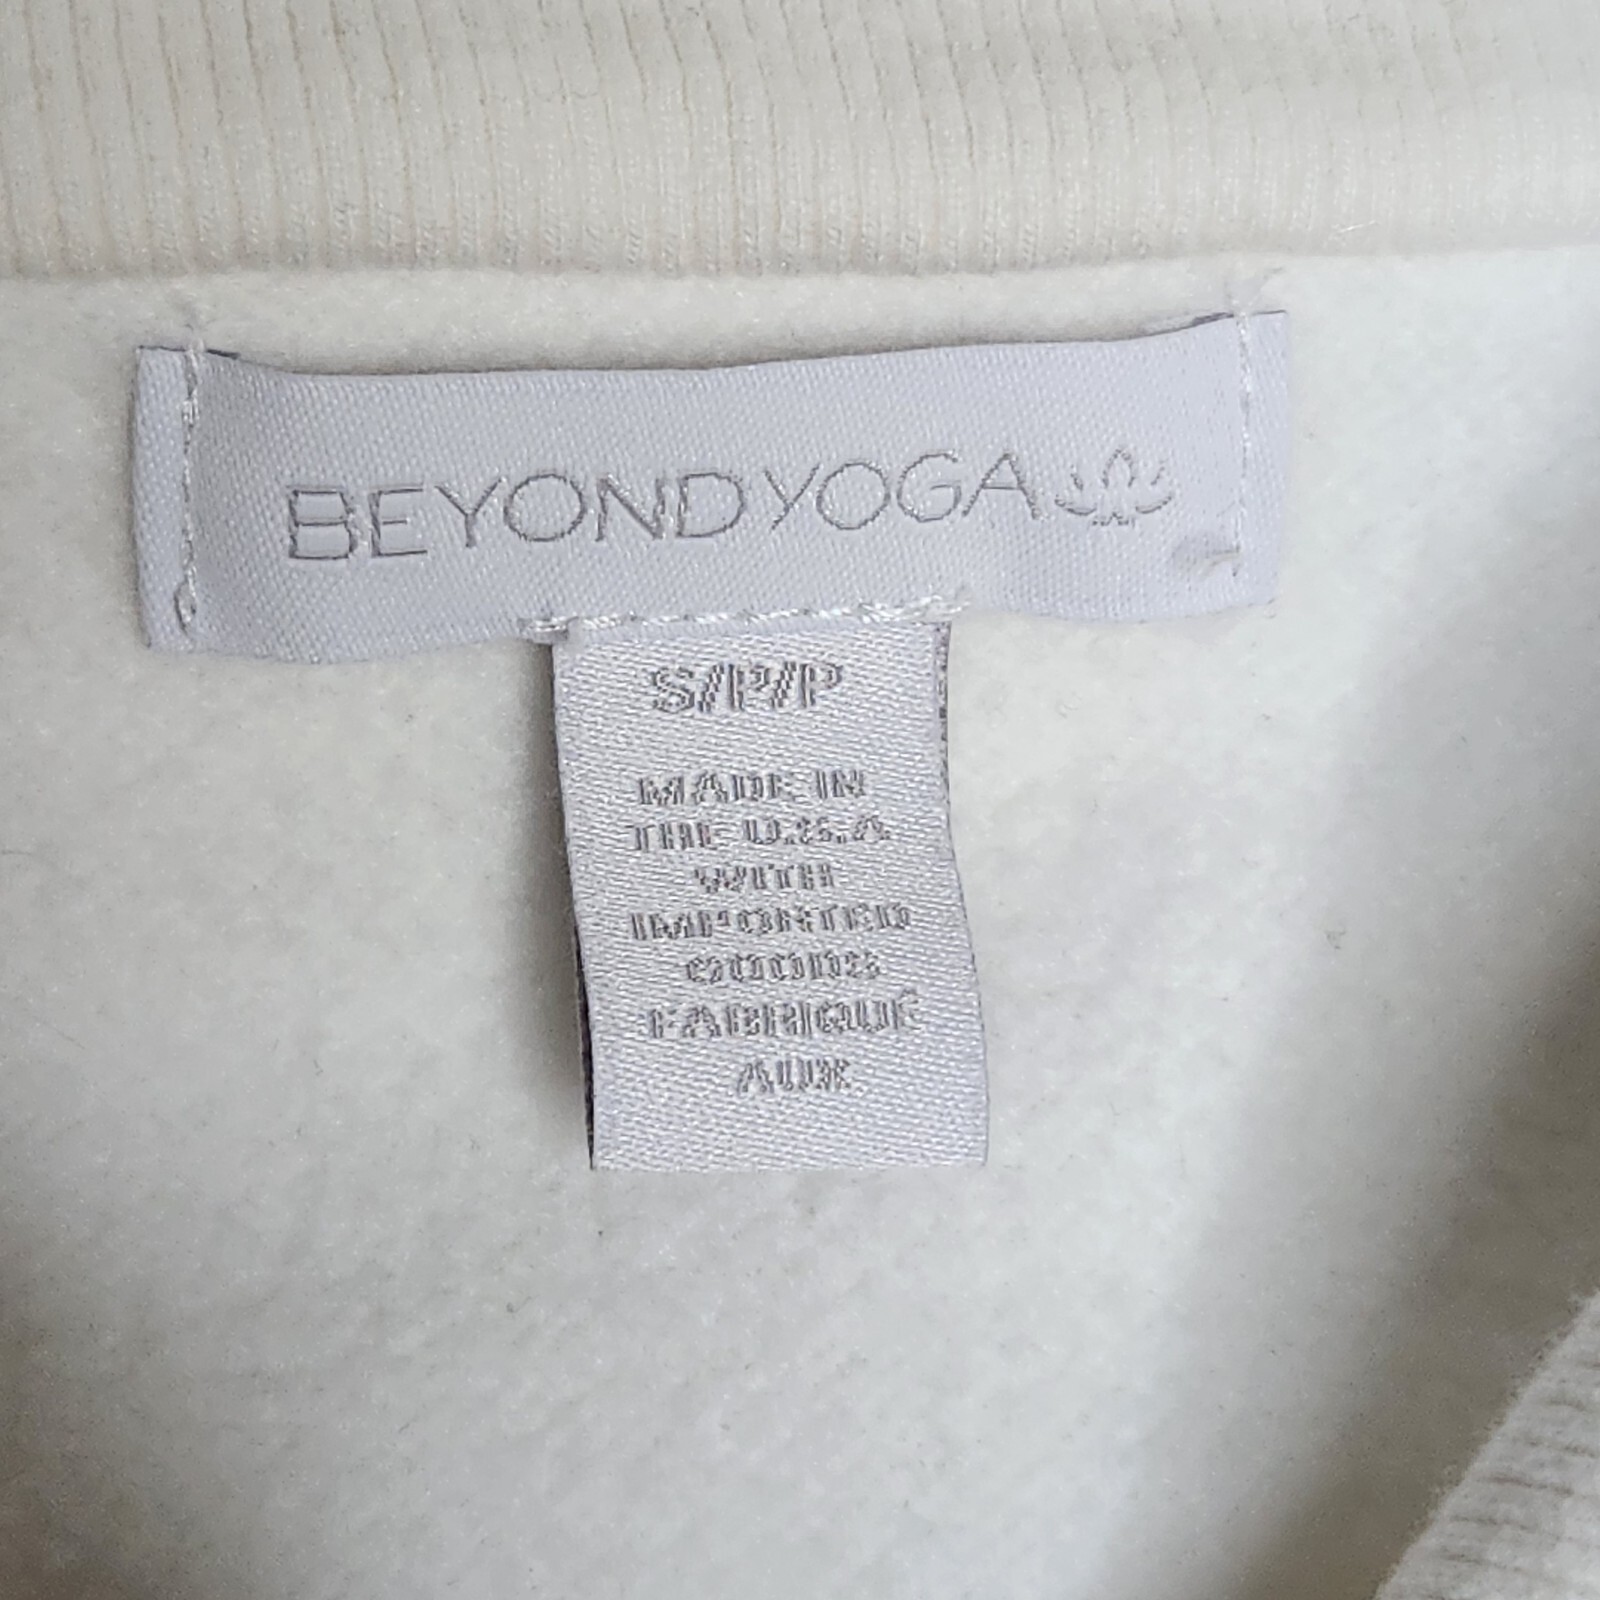 BEYOND YOGA
S/P/P
MADE IN
THE U.S.A
WITH
IMPORTED
GOODS
FABRIQUÉ
AUX